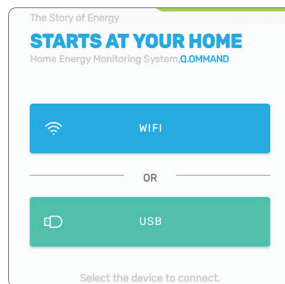 The Story of Energy
STARTS AT YOUR HOME
Home Energy Monitoring System,Q.OMMAND
WIFI
OR
USB
Select the device to connect.